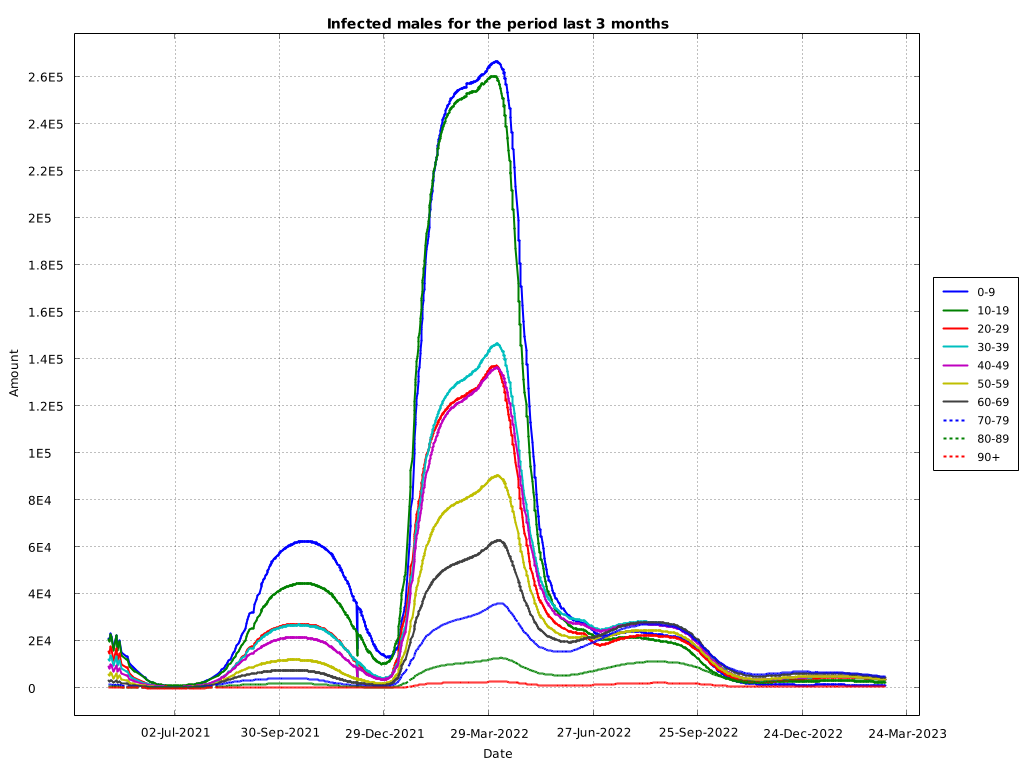 Infected males for the period last 3 months
2.6E5
2.4E5
2.2E5
2E5
1.8E5
1.6E5
1.4E5
1.2E5
1E5
8E4
6E4
4E4
2E4
0
Amount
02-Jul-2021 30-Sep-2021 29-Dec-2021 29-Mar-2022 27-Jun-2022 25-Sep-2022 24-Dec-2022 24-Mar-2023
Date
0-9
10-19
20-29
30-39
40-49
50-59
60-69
70-79
80-89
90+